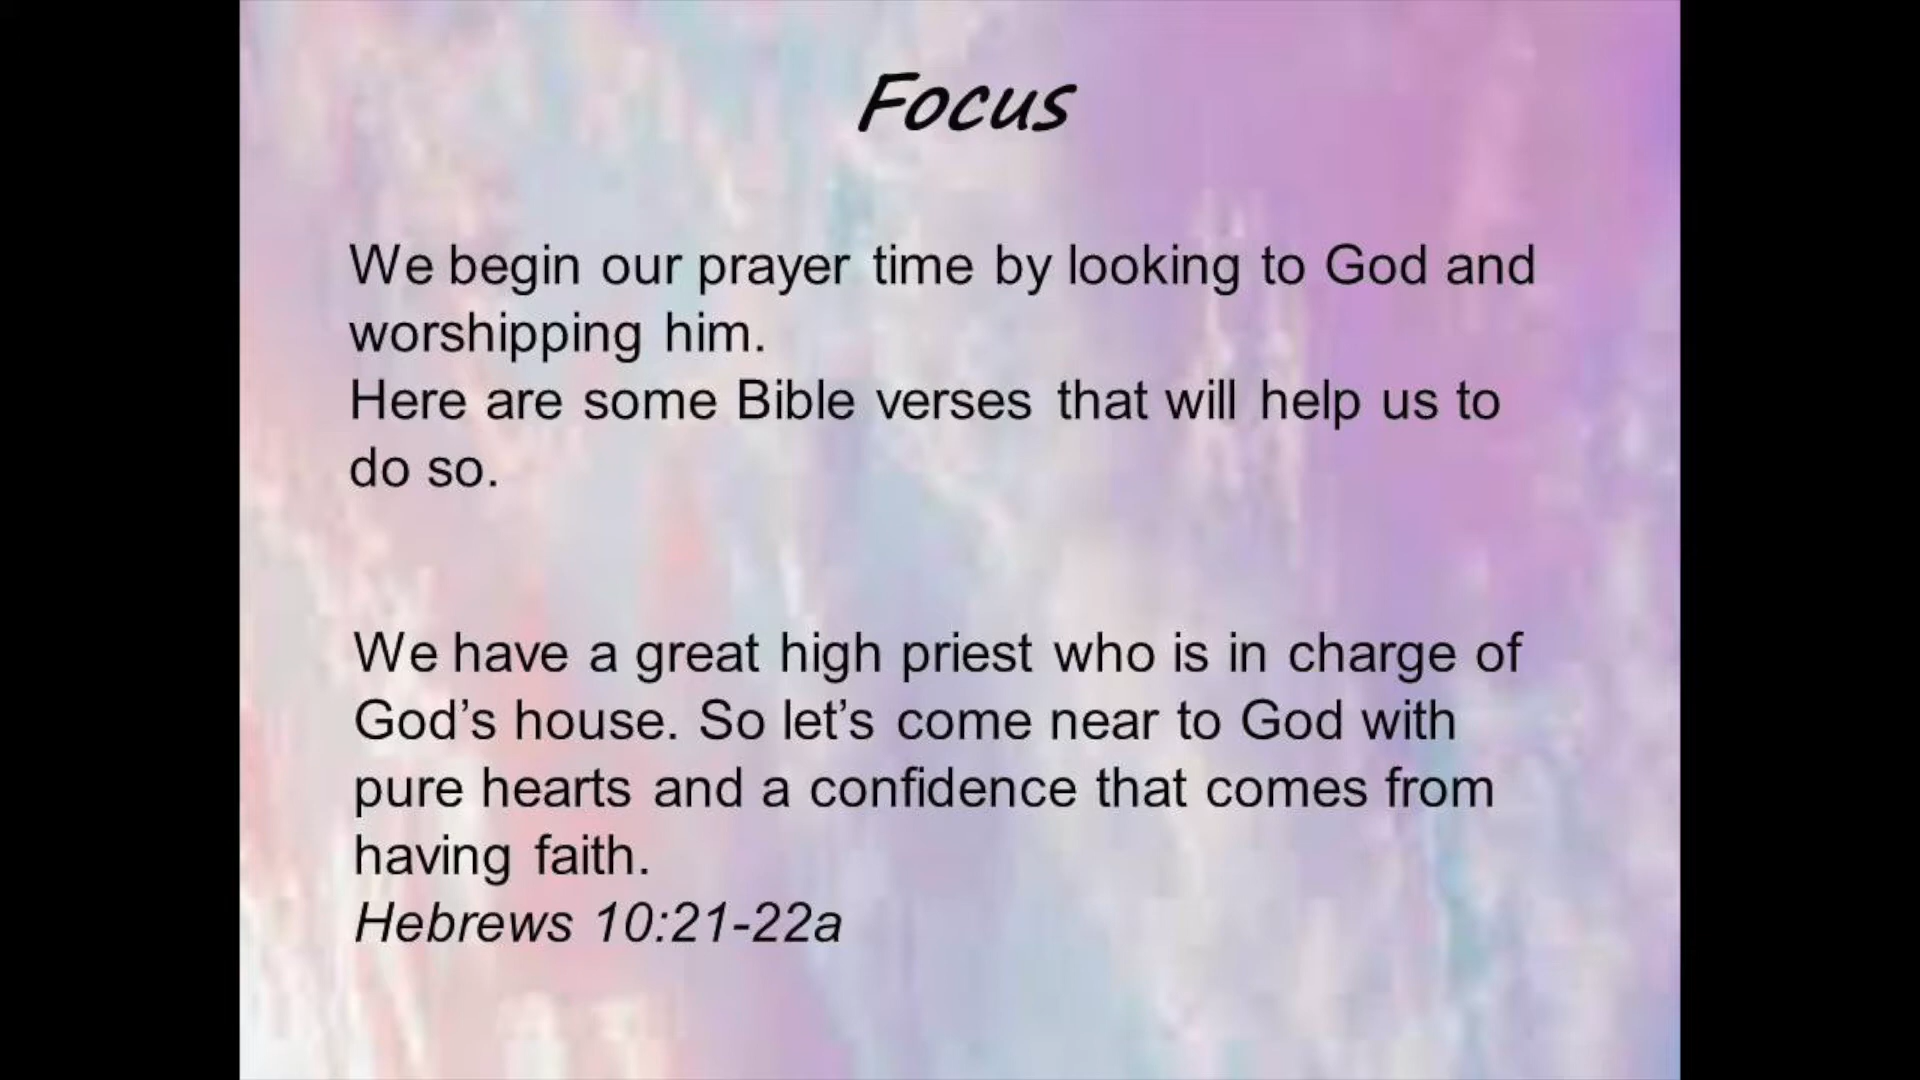 Focus
We begin our prayer time by looking to God and
worshipping him.
Here are some Bible verses that will help us to
do so.
We have a great high priest who is in charge of
God’s house. So let’s come near to God with
pure hearts and a confidence that comes from
having faith.
Hebrews 10:21-22a